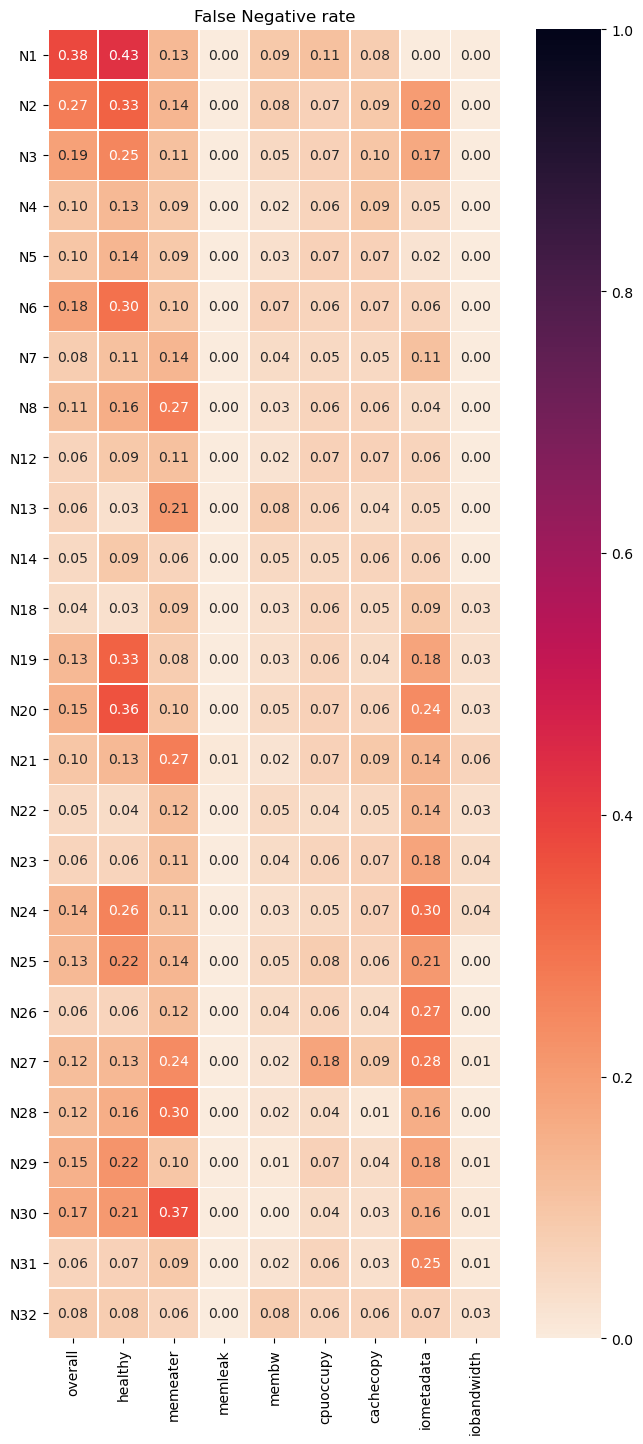 False Negative rate
N1 0.38 0.43 0.13 0.00 0.09 0.11 0.08 0.00 0.00
N2 0.27 0.33 0.14 0.00 0.08 0.07 0.09 0.20 0.00
N3 0.19 0.25 0.11 0.00 0.05 0.07 0.10 0.17 0.00
N4 0.10 0.13 0.09 0.00 0.02 0.06 0.09 0.05 0.00
N5 0.10 0.14 0.09 0.00 0.03 0.07 0.07 0.02 0.00
N6 0.18 0.30 0.10 0.00 0.07 0.06 0.07 0.06 0.00
N7 0.08 0.11 0.14 0.00 0.04 0.05 0.05 0.11 0.00
N8 0.11 0.16 0.27 0.00 0.03 0.06 0.06 0.04 0.00
N12 0.06 0.09 0.11 0.00 0.02 0.07 0.07 0.06 0.00
N13 0.06 0.03 0.21 0.00 0.08 0.06 0.04 0.05 0.00
N14 0.05 0.09 0.06 0.00 0.05 0.05 0.06 0.06 0.00
N18 0.04 0.03 0.09 0.00 0.03 0.06 0.05 0.09 0.03
N19 0.13 0.33 0.08 0.00 0.03 0.06 0.04 0.18 0.03
N20 0.15 0.36 0.10 0.00 0.05 0.07 0.06 0.24 0.03
N21 0.10 0.13 0.27 0.01 0.02 0.07 0.09 0.14 0.06
N22 0.05 0.04 0.12 0.00 0.05 0.04 0.05 0.14 0.03
N23 0.06 0.06 0.11 0.00 0.04 0.06 0.07 0.18 0.04
N24 0.14 0.26 0.11 0.00 0.03 0.05 0.07 0.30 0.04
N25 0.13 0.22 0.14 0.00 0.05 0.08 0.06 0.21 0.00
N26 0.06 0.06 0.12 0.00 0.04 0.06 0.04 0.27 0.00
N27 0.12 0.13 0.24 0.00 0.02 0.18 0.09 0.28 0.01
N28 0.12 0.16 0.30 0.00 0.02 0.04 0.01 0.16 0.00
N29 0.15 0.22 0.10 0.00 0.01 0.07 0.04 0.18 0.01
N30 0.17 0.21 0.37 0.00 0.00 0.04 0.03 0.16 0.01
N31 0.06 0.07 0.09 0.00 0.02 0.06 0.03 0.25 0.01
N32 0.08 0.08 0.06 0.00 0.08 0.06 0.06 0.07 0.03
overall
healthy
memeater
memleak
membw
cpuoccupy
cachecopy
iometadata
iobandwidth
1.0
0.8
0.6
0.4
0.2
0.0